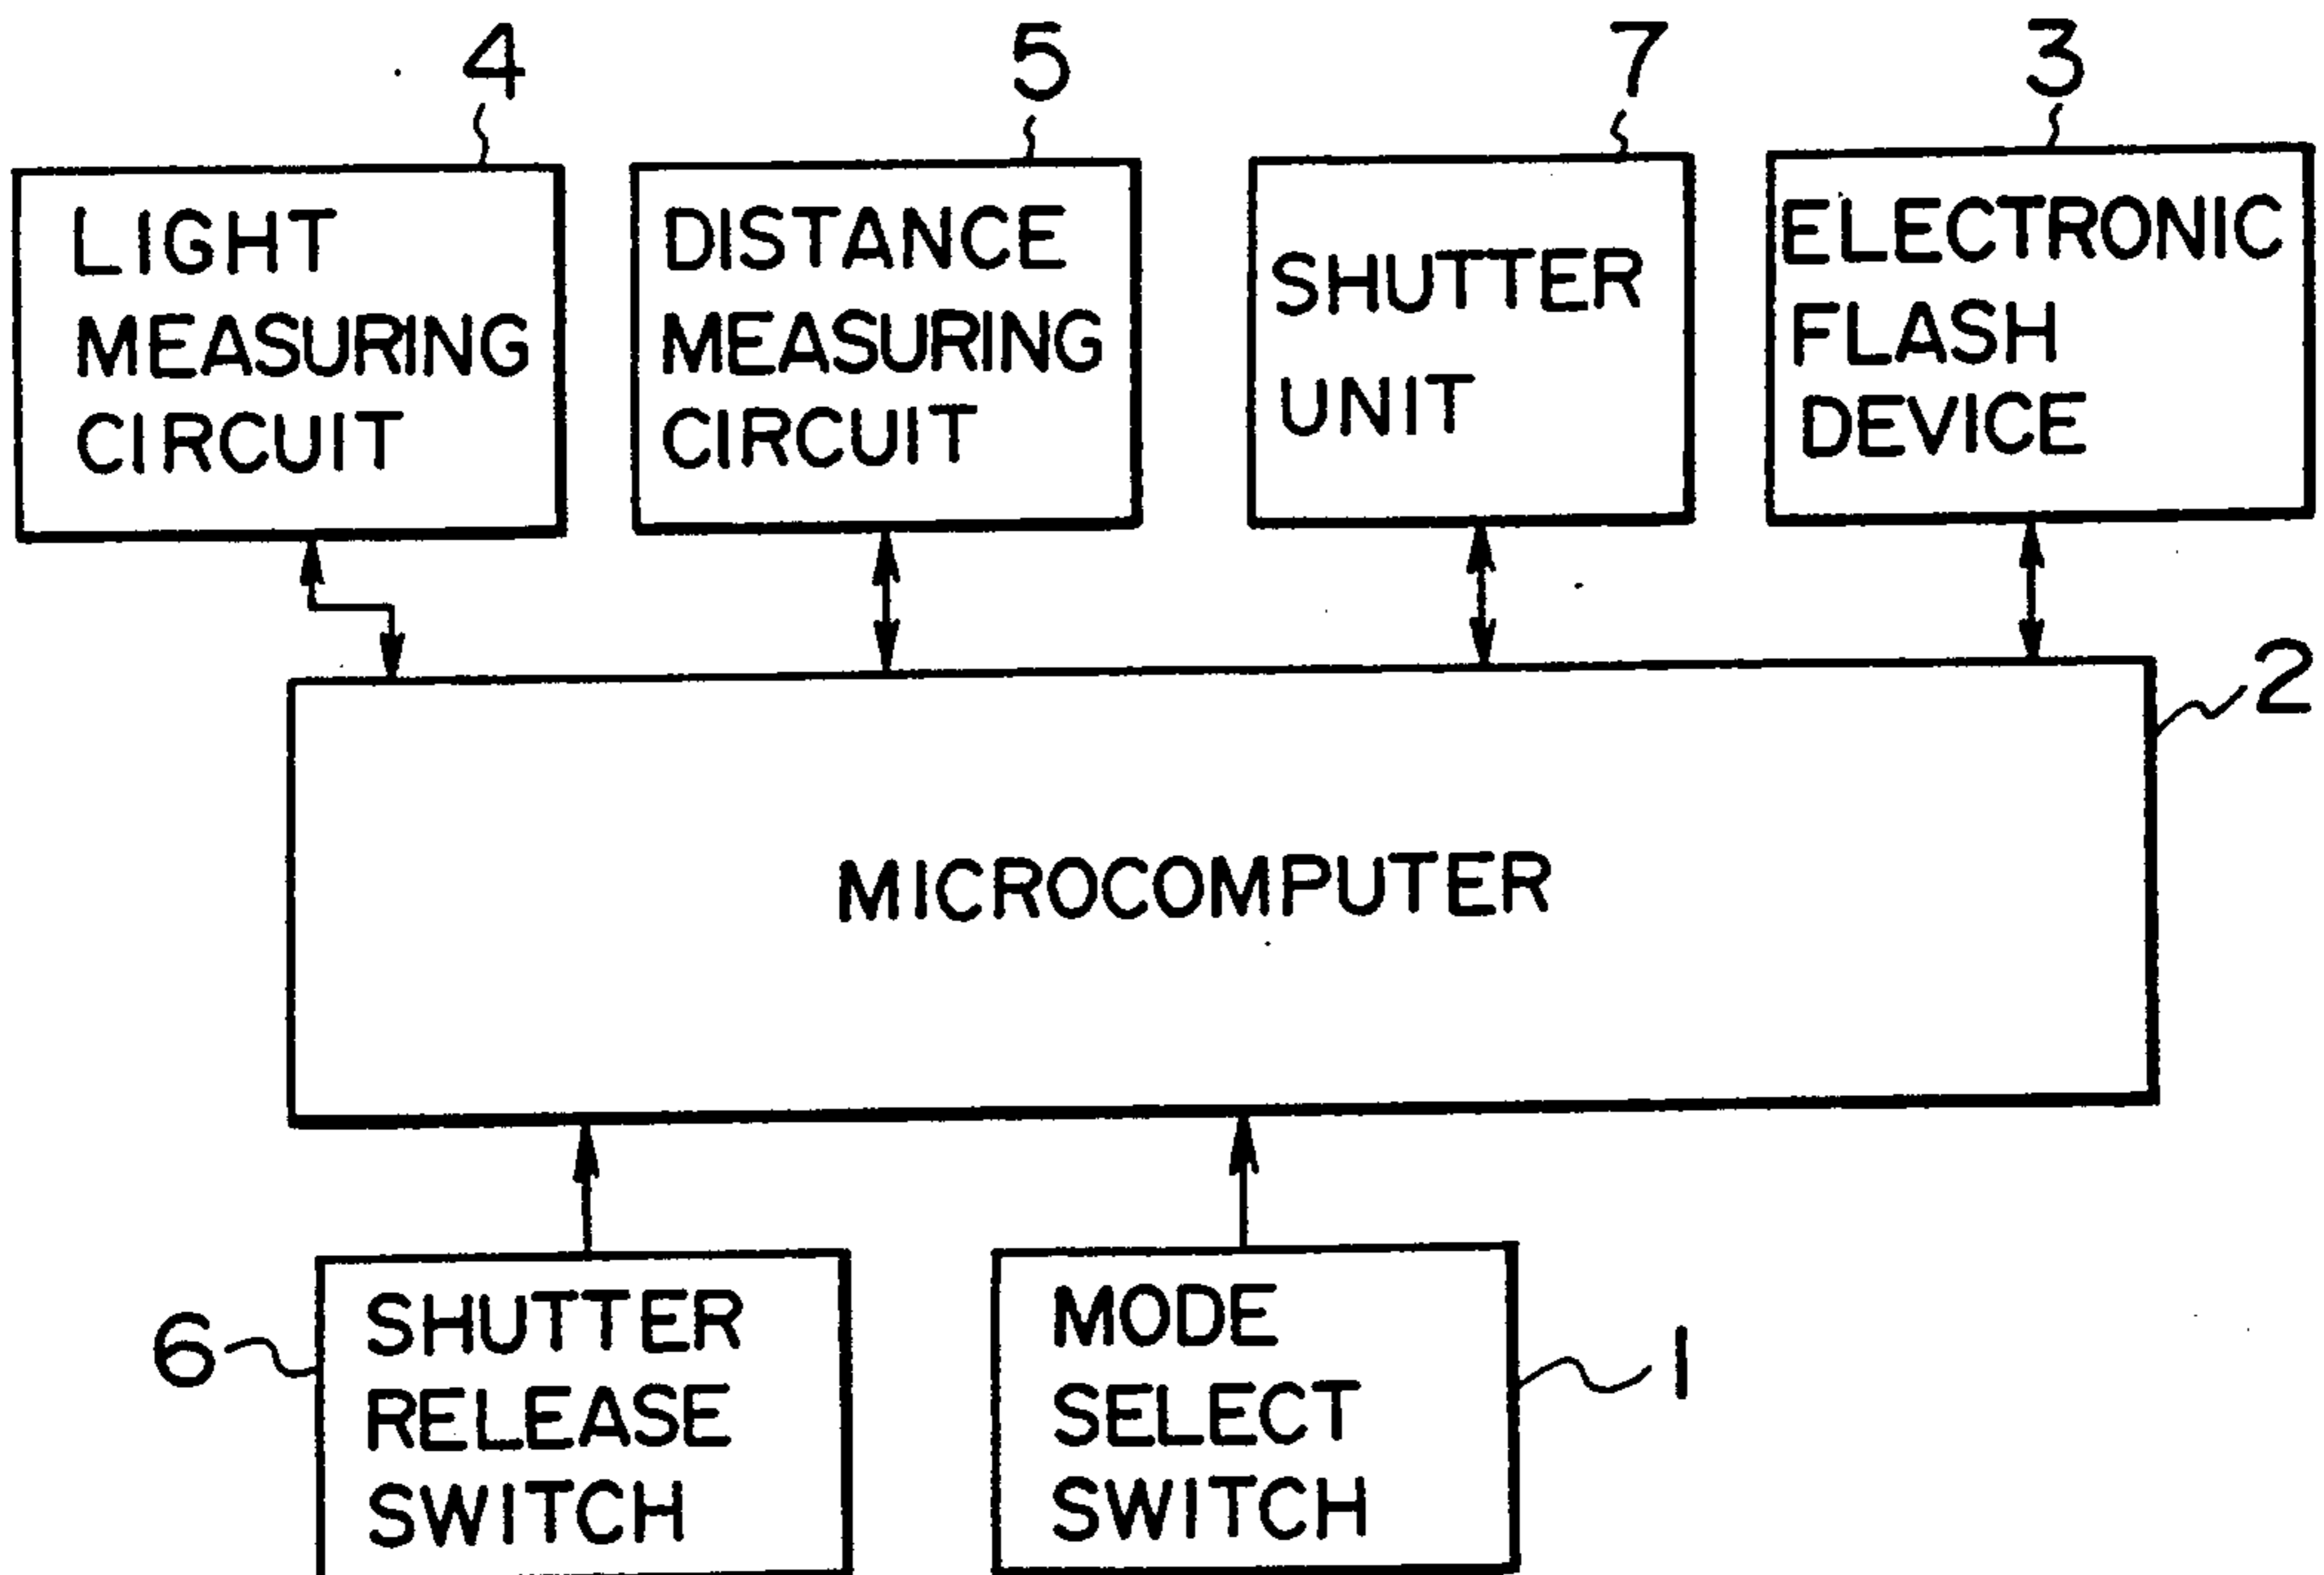 4
5
7
3
LIGHT
MEASURING
CIRCUIT
DISTANCE
MEASURING
CIRCUIT
SHUTTER
UNIT
ELECTRONIC
FLASH
DEVICE
2
MICROCOMPUTER
6
SHUTTER
RELEASE
SWITCH
MODE
SELECT
SWITCH
1